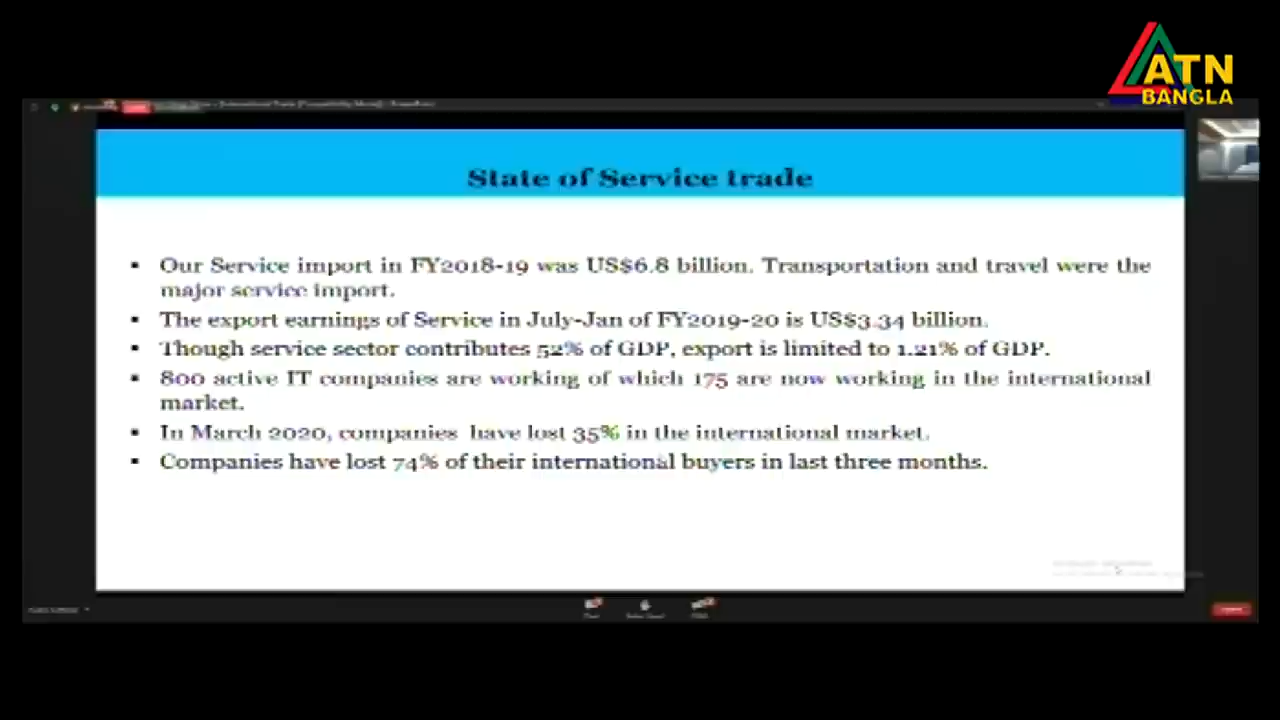 ATN
BANGLA
State of Service trade
▪ Our Service import in FY2018-19 was US$6.8 billion. Transportation and travel were the
major service import.
▪ The export earnings of Service in July-Jan of FY2019-20 is US$3.34 billion.
▪ Though service sector contributes 52% of GDP, export is limited to 1.21% of GDP.
▪ 800 active IT companies are working of which 175 are now working in the international
market.
▪ In March 2020, companies have lost 35% in the international market.
▪ Companies have lost 74% of their international buyers in last three months.